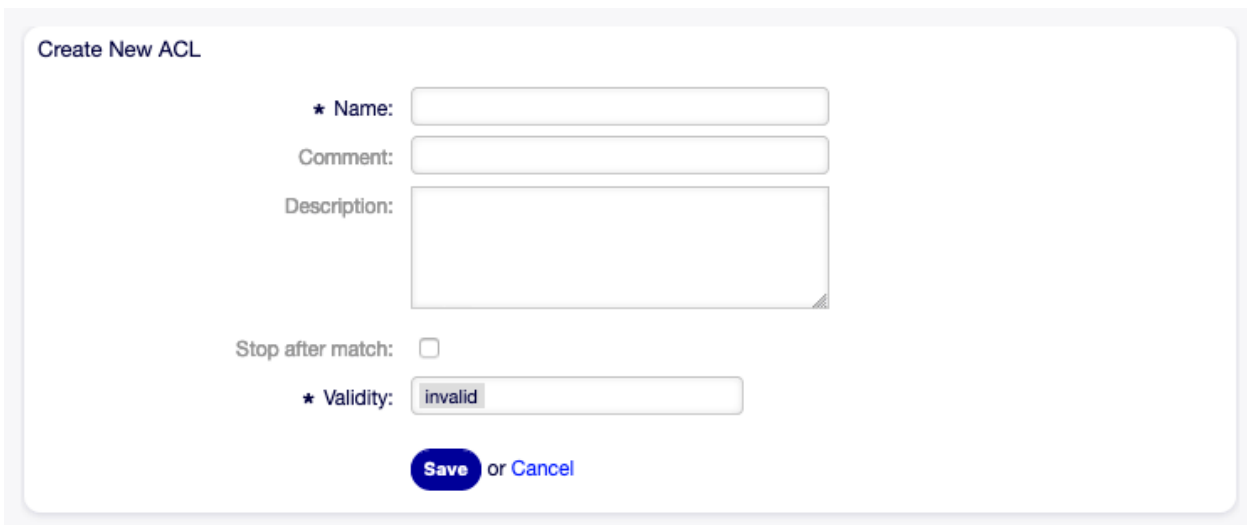 Create New ACL
★ Name:
Comment:
Description:
Stop after match:
★ Validity: invalid
Save or Cancel